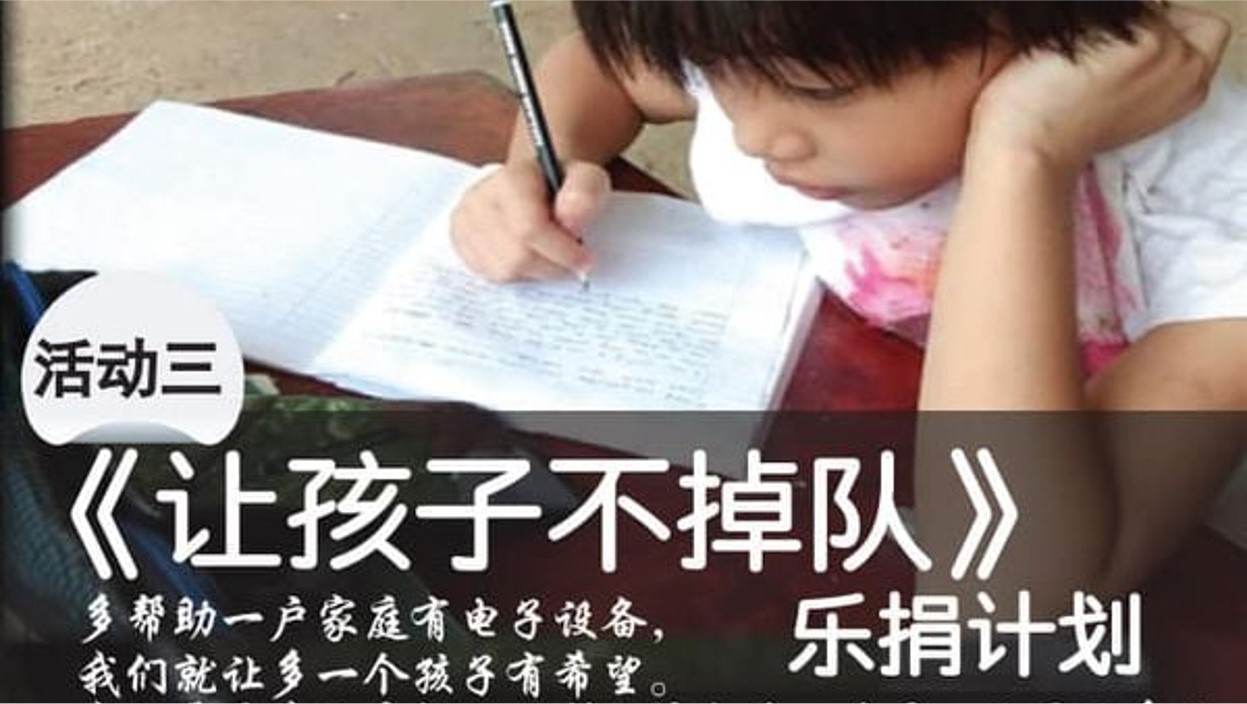 活动三
《让孩子不掉队》
乐捐计划
多帮助一户家庭有电子设备，
我们就让多一个孩子有希望。